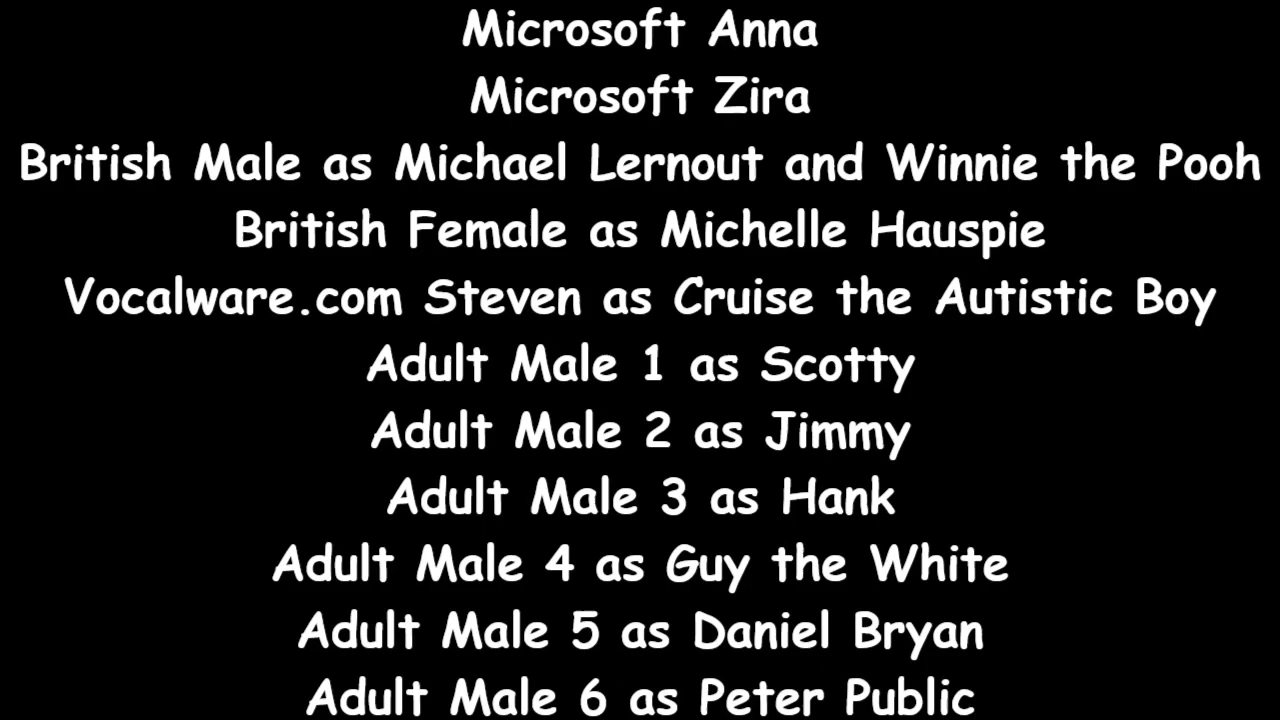 Microsoft Anna
Microsoft Zira
British Male as Michael Lernout and Winnie the Pooh
British Female as Michelle Hauspie
Vocalware.com Steven as Cruise the Autistic Boy
Adult Male 1 as Scotty
Adult Male 2 as Jimmy
Adult Male 3 as Hank
Adult Male 4 as Guy the White
Adult Male 5 as Daniel Bryan
Adult Male 6 as Peter Public